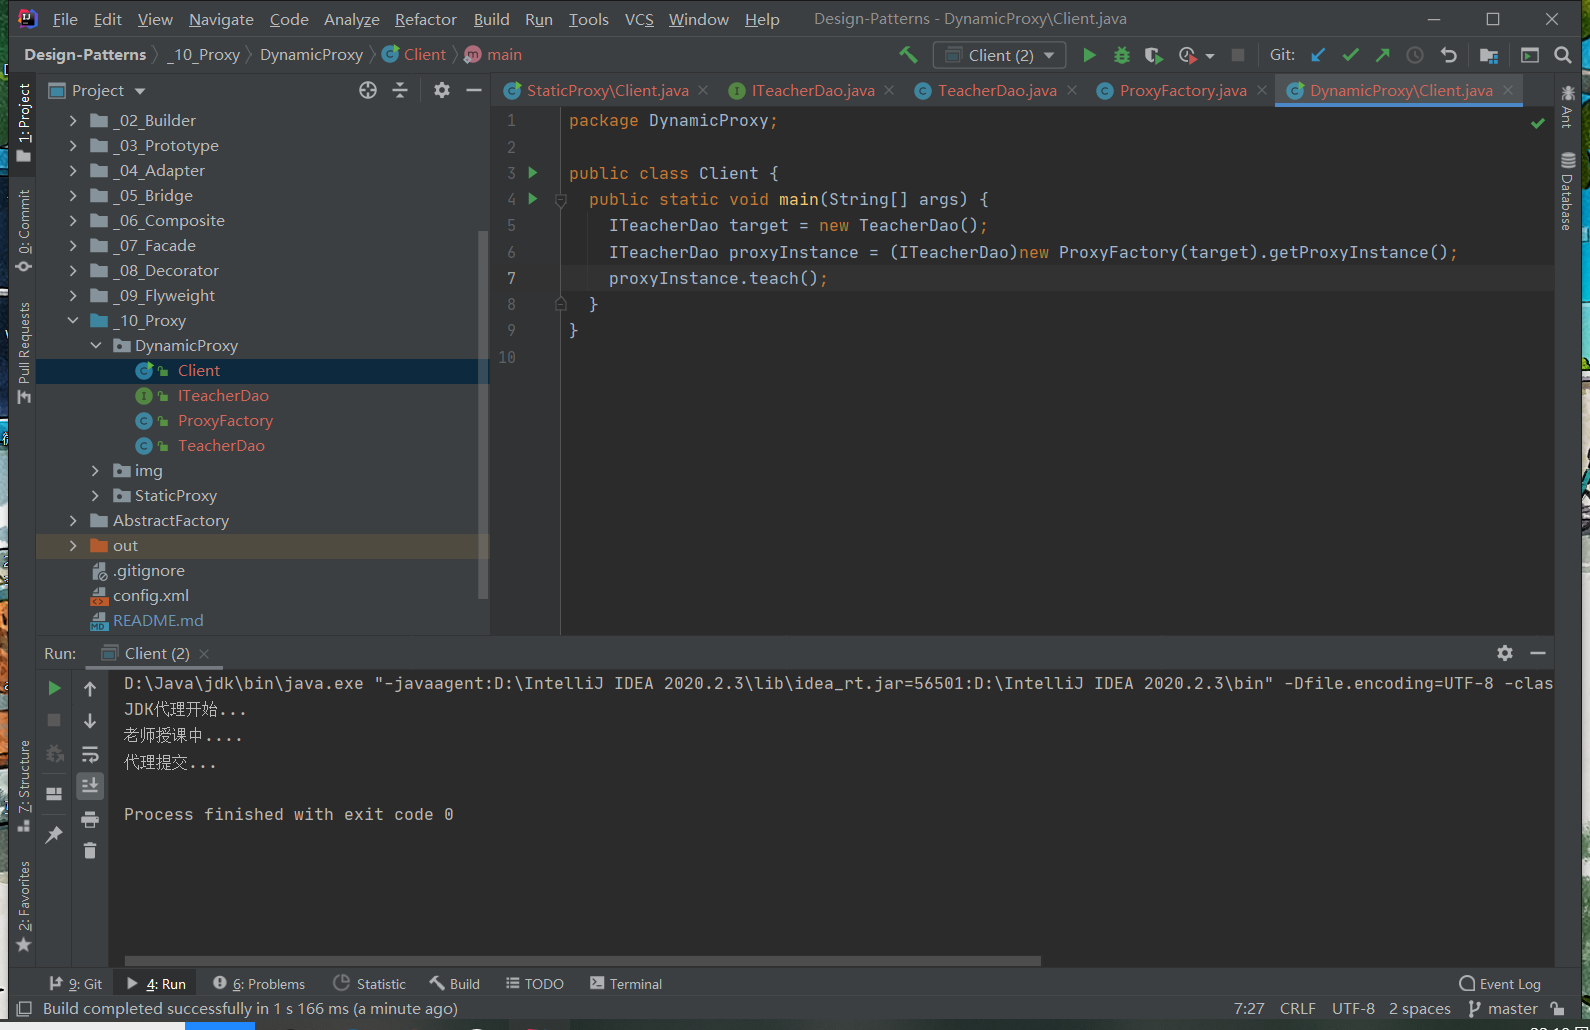 File Edit View Navigate Code Analyze Refactor Build Run Tools VCS Window Help Design-Patterns - DynamicProxy\Client.java
Design-Patterns _10_Proxy DynamicProxy Client main Client (2) Git:
1: Project
0: Commit
Pull Requests
Z: Structure
2: Favorites
Project
_02_Builder
_03_Prototype
_04_Adapter
_05_Bridge
_06_Composite
_07_Facade
_08_Decorator
_09_Flyweight
_10_Proxy
DynamicProxy
Client
ITeacherDao
ProxyFactory
TeacherDao
img
StaticProxy
AbstractFactory
out
.gitignore
config.xml
README.md
StaticProxy\Client.java ITeacherDao.java TeacherDao.java ProxyFactory.java DynamicProxy\Client.java
1 package DynamicProxy;
2
3 public class Client {
4 public static void main(String[] args) {
5 ITeacherDao target = new TeacherDao();
6 ITeacherDao proxyInstance = (ITeacherDao)new ProxyFactory(target).getProxyInstance();
7 proxyInstance.teach();
8 }
9 }
10
Ant
Database
Run: Client (2)
D:\Java\jdk\bin\java.exe "-javaagent:D:\IntelliJ IDEA 2020.2.3\lib\idea_rt.jar=56501:D:\IntelliJ IDEA 2020.2.3\bin" -Dfile.encoding=UTF-8 -clas
JDK代理开始...
老师授课中....
代理提交...
Process finished with exit code 0
9: Git 4: Run 6: Problems Statistic Build TODO Terminal Event Log
Build completed successfully in 1 s 166 ms (a minute ago) 7:27 CRLF UTF-8 2 spaces master